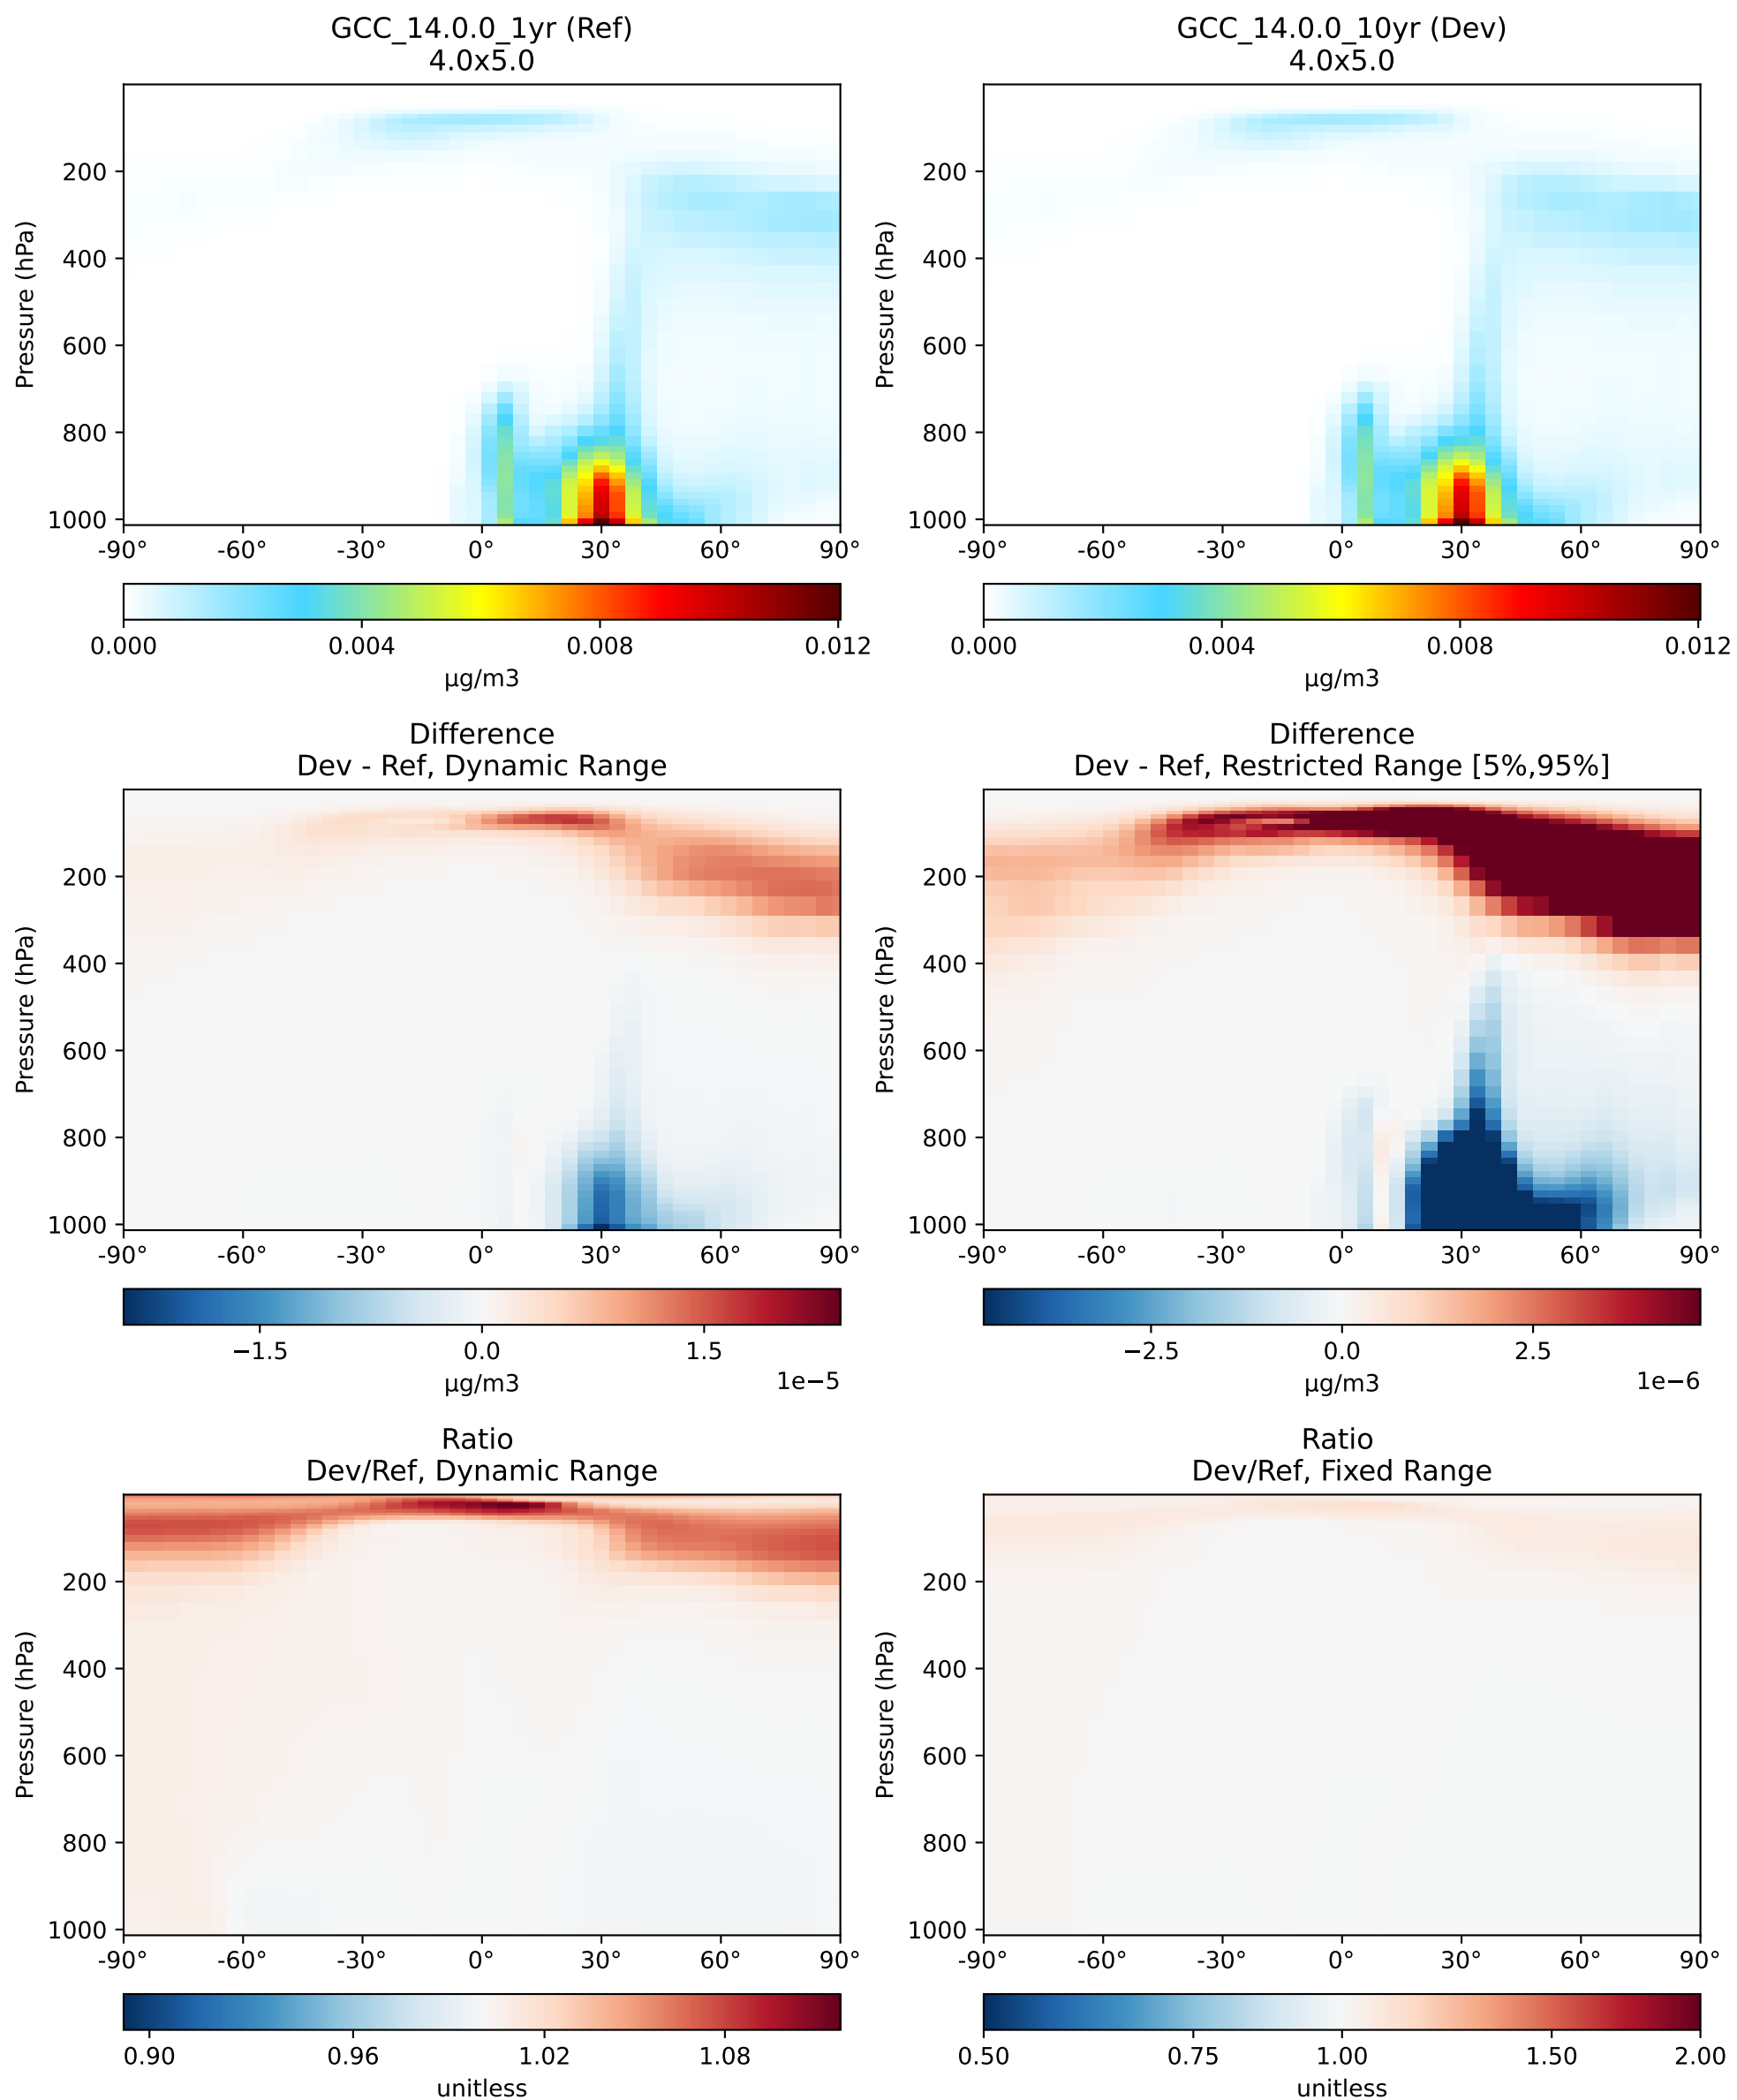 GCC_14.0.0_1yr (Ref)
4.0x5.0
GCC_14.0.0_10yr (Dev)
4.0x5.0
Pressure (hPa)
200
400
600
800
1000
-90° -60° -30° 0° 30° 60° 90°
0.000 0.004 0.008 0.012
µg/m3
Pressure (hPa)
200
400
600
800
1000
-90° -60° -30° 0° 30° 60° 90°
0.000 0.004 0.008 0.012
µg/m3
Difference
Dev - Ref, Dynamic Range
Pressure (hPa)
200
400
600
800
1000
-90° -60° -30° 0° 30° 60° 90°
−1.5 0.0 1.5
µg/m3
1e−5
Difference
Dev - Ref, Restricted Range [5%,95%]
Pressure (hPa)
200
400
600
800
1000
-90° -60° -30° 0° 30° 60° 90°
−2.5 0.0 2.5
µg/m3
1e−6
Ratio
Dev/Ref, Dynamic Range
Pressure (hPa)
200
400
600
800
1000
-90° -60° -30° 0° 30° 60° 90°
0.90 0.96 1.02 1.08
unitless
Ratio
Dev/Ref, Fixed Range
Pressure (hPa)
200
400
600
800
1000
-90° -60° -30° 0° 30° 60° 90°
0.50 0.75 1.00 1.50 2.00
unitless